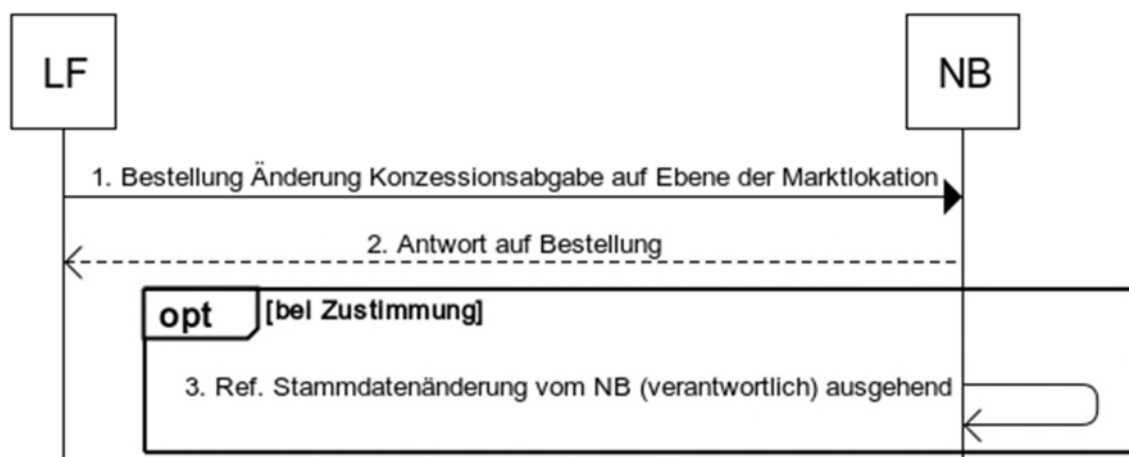 LF
NB
1. Bestellung Änderung Konzessionsabgabe auf Ebene der Marktlokation
2. Antwort auf Bestellung
opt
[bei Zustimmung]
3. Ref. Stammdatenänderung vom NB (verantwortlich) ausgehend